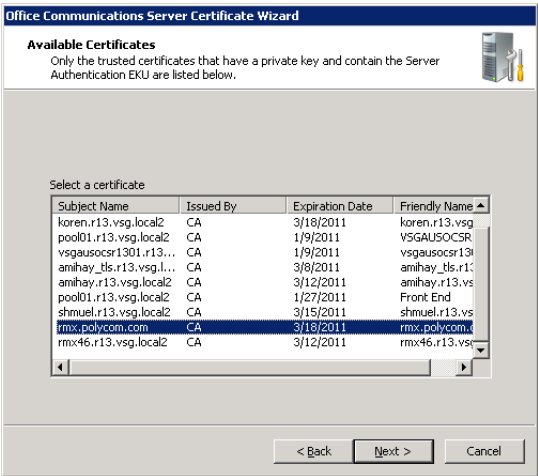 Office Communications Server Certificate Wizard
Available Certificates
Only the trusted certificates that have a private key and contain the Server
Authentication EKU are listed below.
Select a certificate
Subject Name Issued By Expiration Date Friendly Name
koren.r13.vsg.local2 CA 3/18/2011 koren.r13.vsg
pool01.r13.vsg.local2 CA 1/9/2011 VSGAUSOCSR
vsgausocsr1301.r13... CA 1/9/2011 vsgausocsr13
amihay_tls.r13.vsg.l... CA 3/8/2011 amihay_tls.r1
amihay.r13.vsg.local2 CA 3/12/2011 amihay.r13.vs
pool01.r13.vsg.local2 CA 1/27/2011 Front End
shmuel.r13.vsg.local2 CA 3/15/2011 shmuel.r13.vs
rmx.polycom.com CA 3/18/2011 rmx.polycom.
rmx46.r13.vsg.local2 CA 3/12/2011 rmx46.r13.vs
< Back Next > Cancel